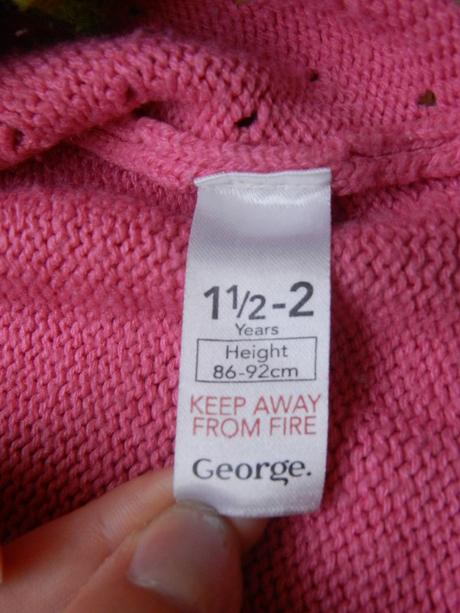 1½-2
Years
Height
86-92cm
KEEP AWAY
FROM FIRE
George.